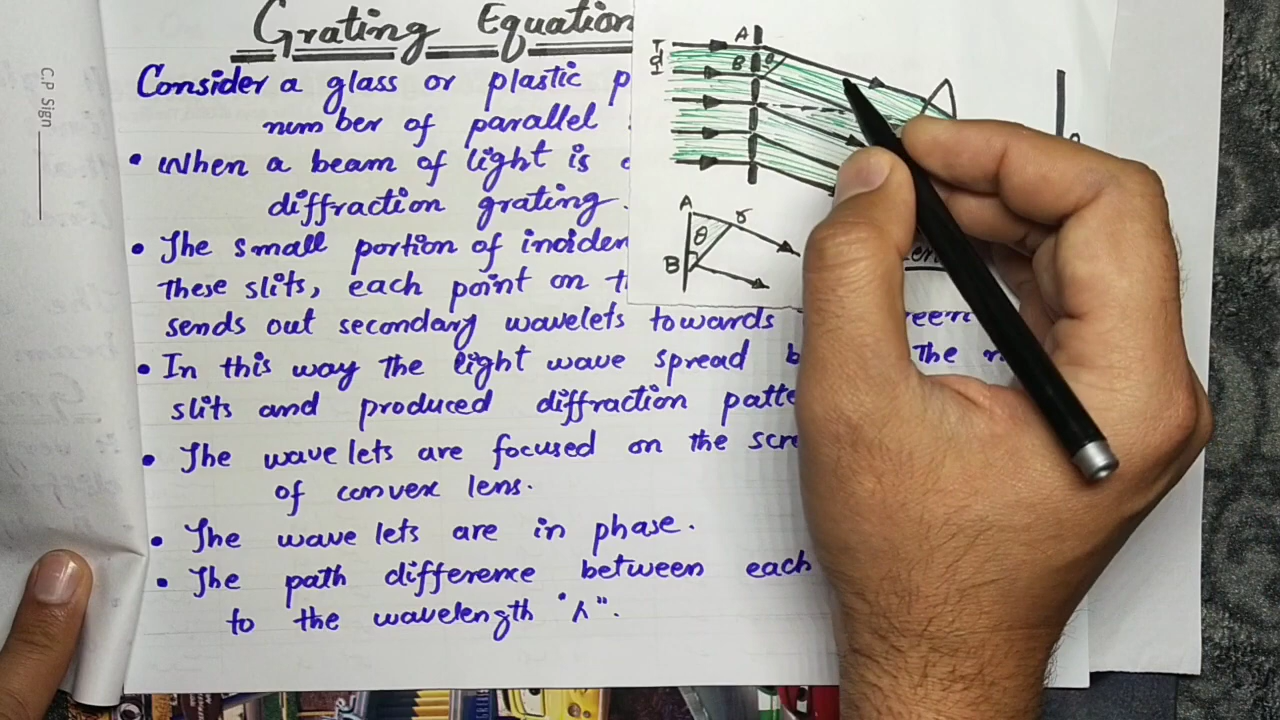 Grating Equation
Consider a glass or plastic p
number of parallel
• When a beam of light is
diffraction grating.
• The small portion of inciden
these slits, each point on t
sends out secondary wavelets towards reen
• In this way the light wave spread b The
slits and produced diffraction patte
• The wavelets are focused on the scre
of convex lens.
• The wavelets are in phase.
• The path difference between each
to the wavelength "λ".
C.P Sign
A
B
d
θ
A
θ
r
B